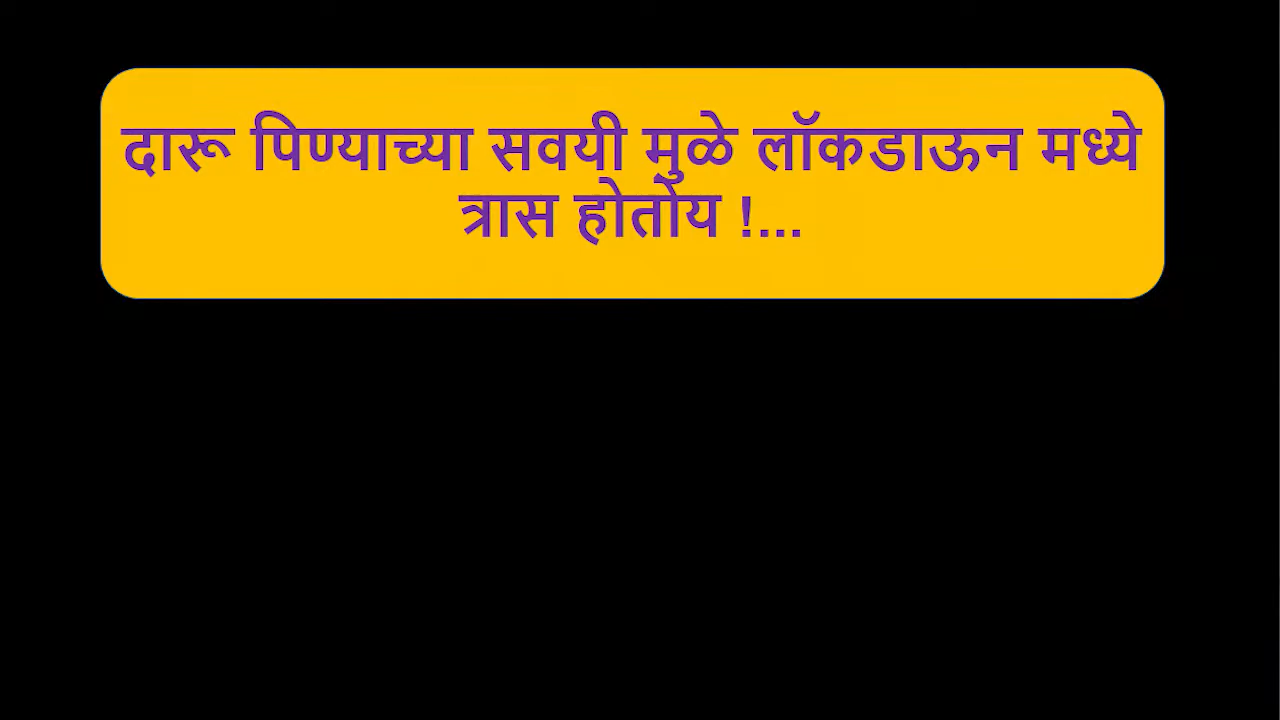 दारू पिण्याच्या सवयी मुळे लॉकडाऊन मध्ये
त्रास होतोय !...